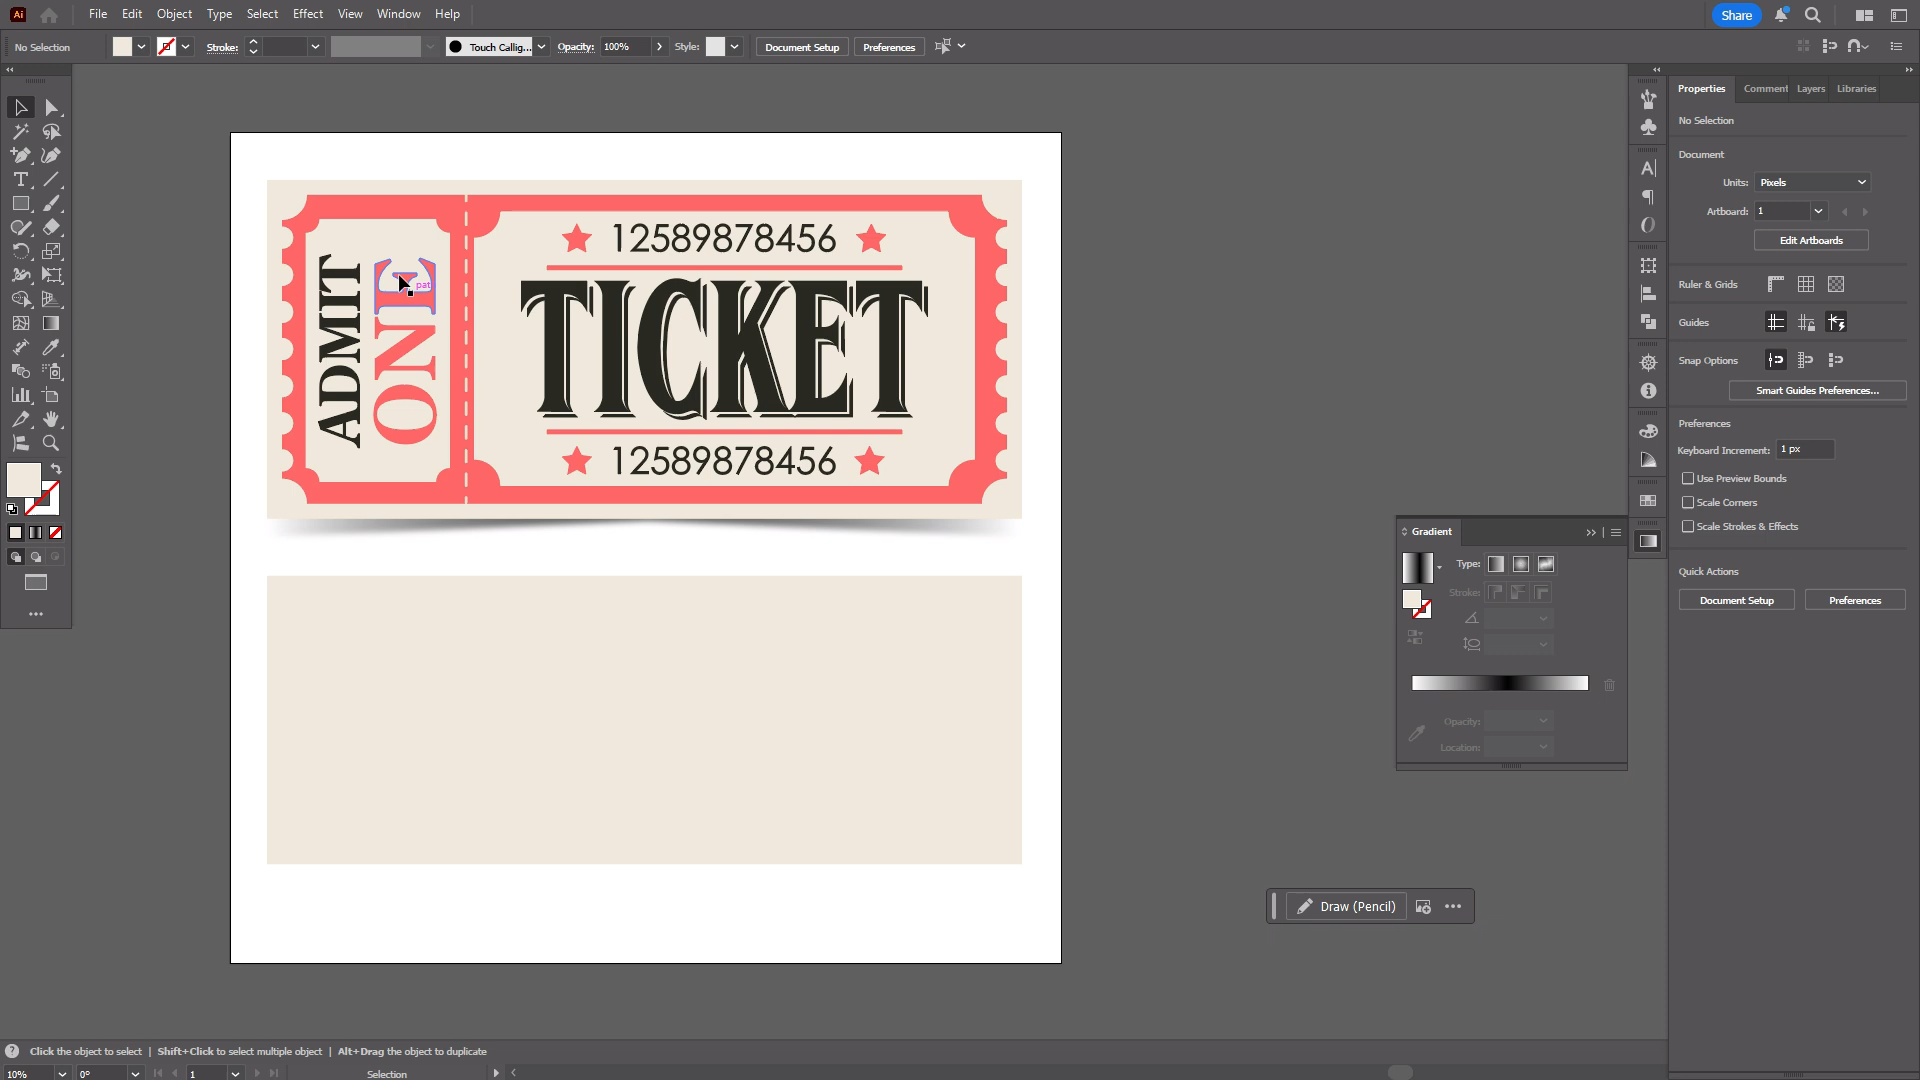 Ai File Edit Object Type Select Effect View Window Help Share
No Selection Stroke: Touch Callig... Opacity: 100% Style: Document Setup Preferences
Properties Comment Layers Libraries
No Selection
Document
Units: Pixels
Artboard: 1
Edit Artboards
Ruler & Grids
Guides
Snap Options
Smart Guides Preferences...
Preferences
Keyboard Increment: 1 px
Use Preview Bounds
Scale Corners
Scale Strokes & Effects
Quick Actions
Document Setup Preferences
ADMIT
ONE
12589878456
TICKET
12589878456
Gradient
Type:
Stroke:
Opacity:
Location:
Draw (Pencil)
Click the object to select | Shift+Click to select multiple object | Alt+Drag the object to duplicate
10% 0° 1 Selection